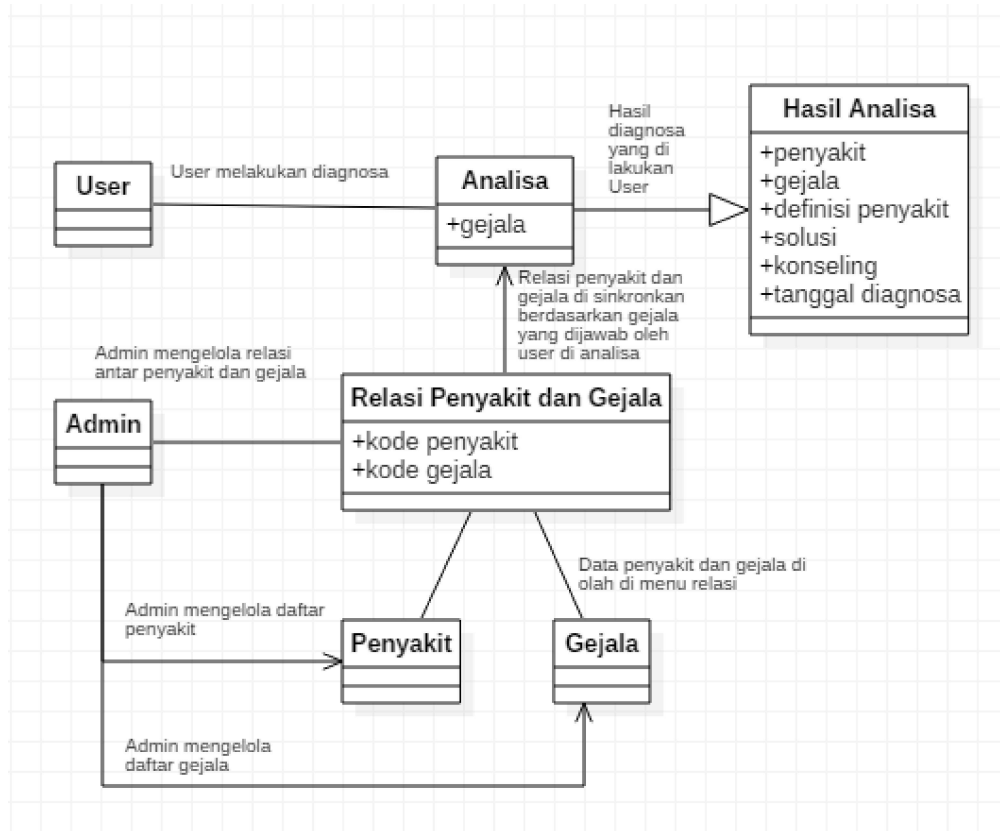 Hasil Analisa
+penyakit
+gejala
+definisi penyakit
+solusi
+konseling
+tanggal diagnosa
Hasil
diagnosa
yang di
lakukan
User
User
User melakukan diagnosa
Analisa
+gejala
Relasi penyakit dan
gejala di sinkronkan
berdasarkan gejala
yang dijawab oleh
user di analisa
Admin mengelola relasi
antar penyakit dan gejala
Admin
Relasi Penyakit dan Gejala
+kode penyakit
+kode gejala
Data penyakit dan gejala di
olah di menu relasi
Admin mengelola daftar
penyakit
Penyakit
Gejala
Admin mengelola
daftar gejala